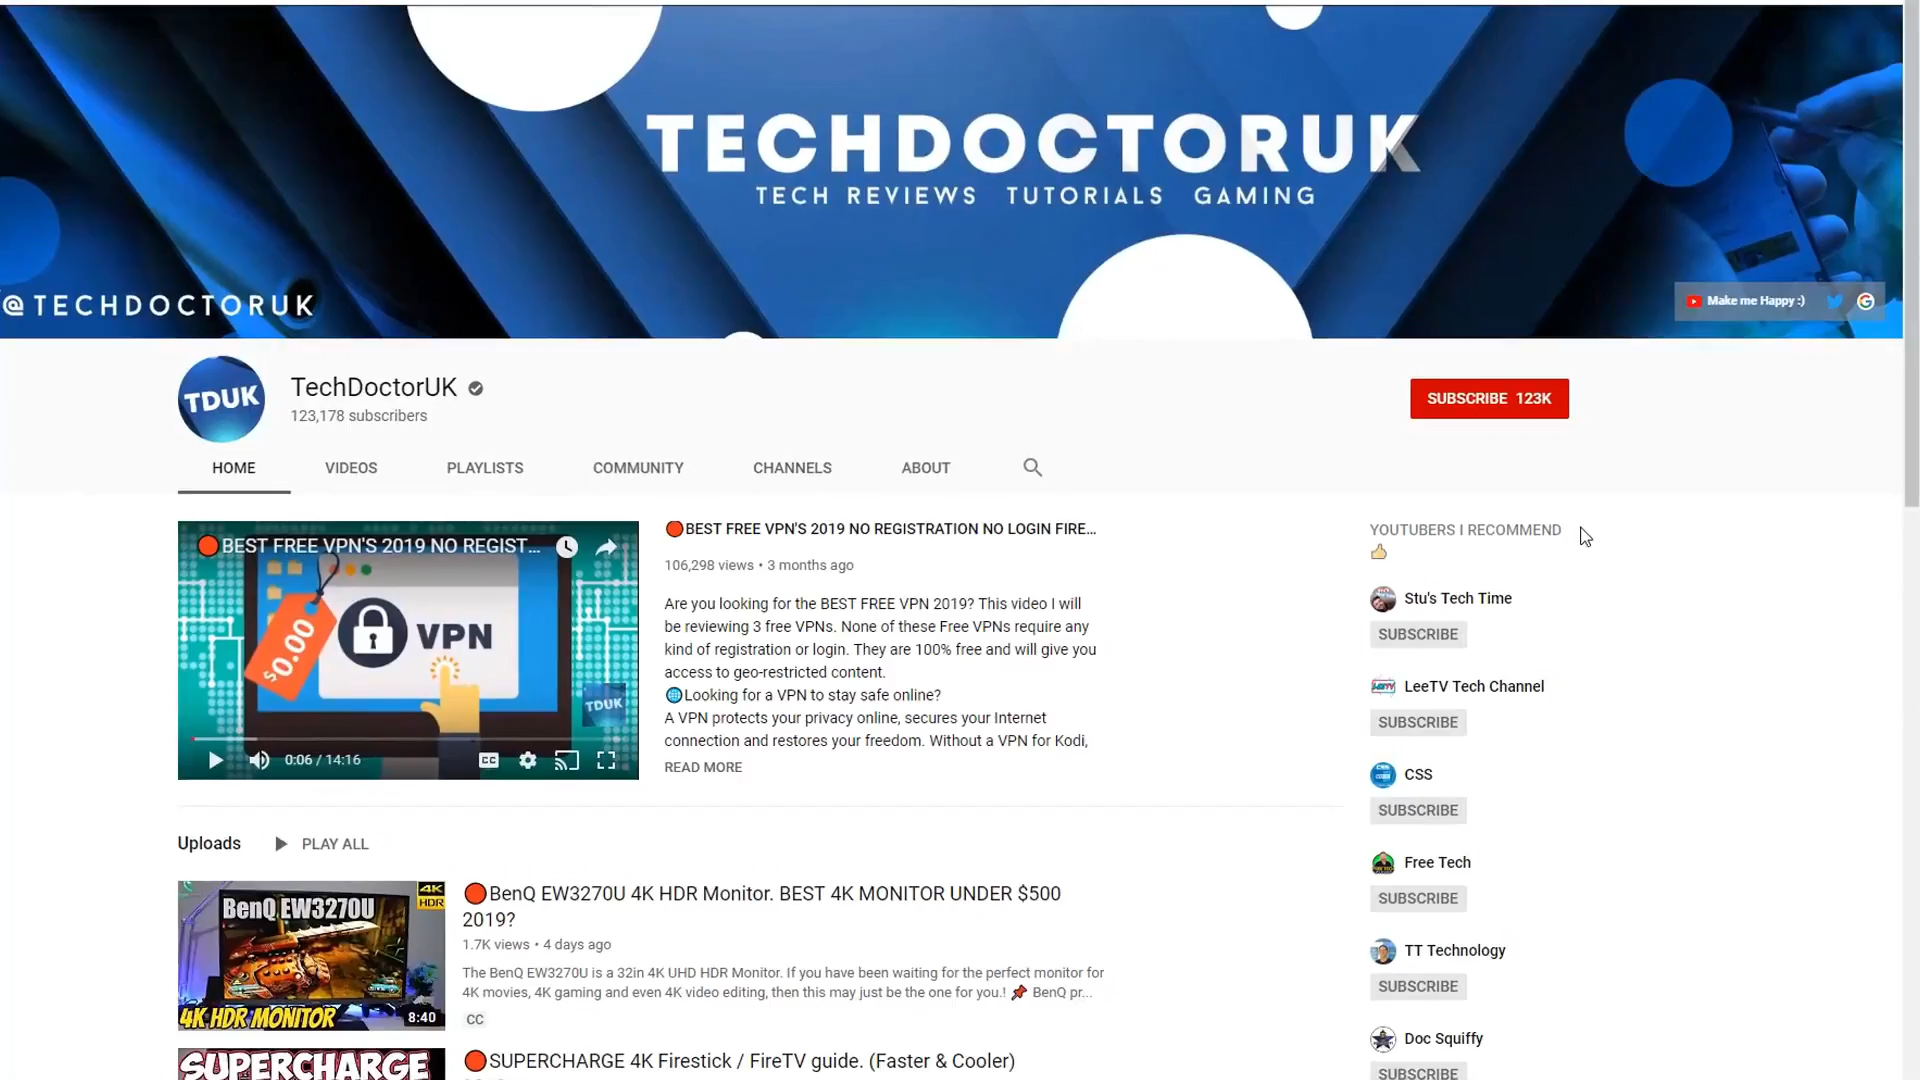 TECHDOCTORUK
TECH REVIEWS TUTORIALS GAMING
@TECHDOCTORUK
Make me Happy :)
TDUK
TechDoctorUK
123,178 subscribers
SUBSCRIBE 123K
HOME VIDEOS PLAYLISTS COMMUNITY CHANNELS ABOUT
BEST FREE VPN'S 2019 NO REGIST...
$0.00
VPN
TDUK
0:06 / 14:16
CC
BEST FREE VPN'S 2019 NO REGISTRATION NO LOGIN FIRE...
106,298 views • 3 months ago
Are you looking for the BEST FREE VPN 2019? This video I will
be reviewing 3 free VPNs. None of these Free VPNs require any
kind of registration or login. They are 100% free and will give you
access to geo-restricted content.
Looking for a VPN to stay safe online?
A VPN protects your privacy online, secures your Internet
connection and restores your freedom. Without a VPN for Kodi,
READ MORE
YOUTUBERS I RECOMMEND
Stu's Tech Time
SUBSCRIBE
LeeTV Tech Channel
SUBSCRIBE
CSS
SUBSCRIBE
Free Tech
SUBSCRIBE
TT Technology
SUBSCRIBE
Doc Squiffy
SUBSCRIBE
Uploads PLAY ALL
BenQ EW3270U
4K
HDR
4K HDR MONITOR
8:40
BenQ EW3270U 4K HDR Monitor. BEST 4K MONITOR UNDER $500
2019?
1.7K views • 4 days ago
The BenQ EW3270U is a 32in 4K UHD HDR Monitor. If you have been waiting for the perfect monitor for
4K movies, 4K gaming and even 4K video editing, then this may just be the one for you.! BenQ pr...
CC
SUPERCHARGE
SUPERCHARGE 4K Firestick / FireTV guide. (Faster & Cooler)